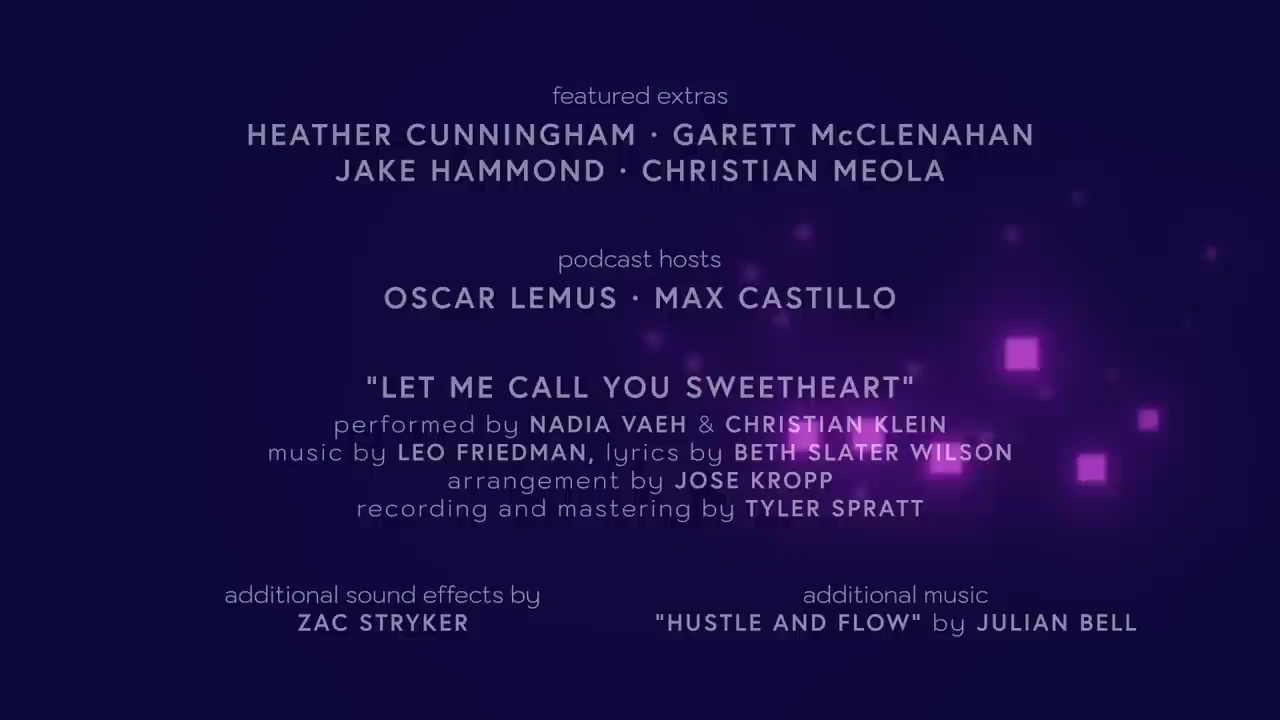 featured extras
HEATHER CUNNINGHAM · GARETT McCLENAHAN
JAKE HAMMOND · CHRISTIAN MEOLA
podcast hosts
OSCAR LEMUS · MAX CASTILLO
"LET ME CALL YOU SWEETHEART"
performed by NADIA VAEH & CHRISTIAN KLEIN
music by LEO FRIEDMAN, lyrics by BETH SLATER WILSON
arrangement by JOSE KROPP
recording and mastering by TYLER SPRATT
additional sound effects by
ZAC STRYKER
additional music
"HUSTLE AND FLOW" by JULIAN BELL